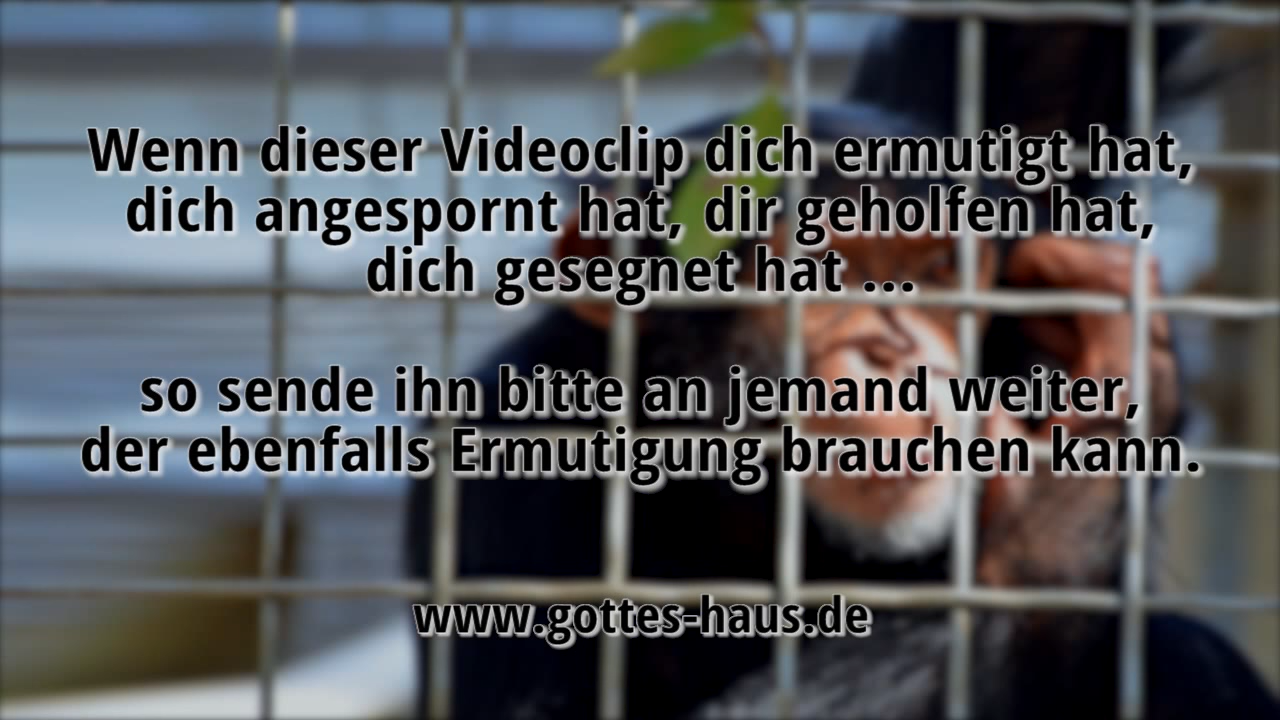 Wenn dieser Videoclip dich ermutigt hat,
dich angespornt hat, dir geholfen hat,
dich gesegnet hat ...
so sende ihn bitte an jemand weiter,
der ebenfalls Ermutigung brauchen kann.
www.gottes-haus.de